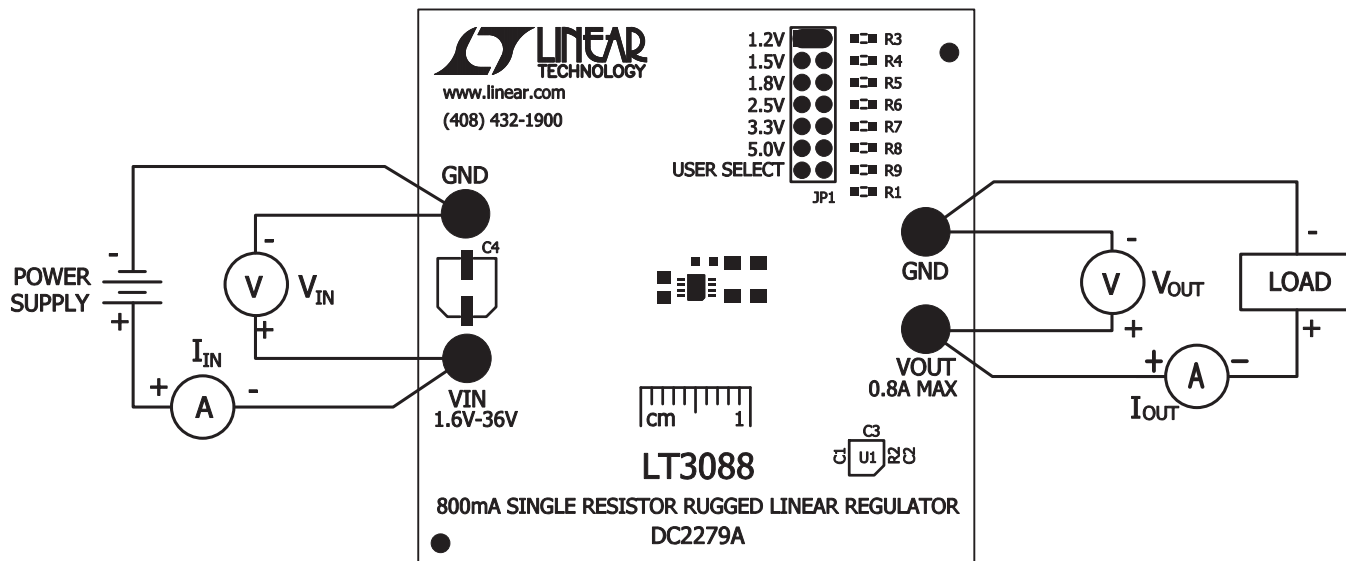 LINEAR
TECHNOLOGY
www.linear.com
(408) 432-1900
1.2V R3
1.5V R4
1.8V R5
2.5V R6
3.3V R7
5.0V R8
USER SELECT R9
JP1 R1
GND
C4
POWER
SUPPLY
-
+
V
-
+
VIN
IIN
+ A -
VIN
1.6V-36V
GND
VOUT
0.8A MAX
V
-
+
VOUT
-
LOAD
+
+ A -
IOUT
cm 1
LT3088
C3
C1 U1 R2 C2
800mA SINGLE RESISTOR RUGGED LINEAR REGULATOR
DC2279A